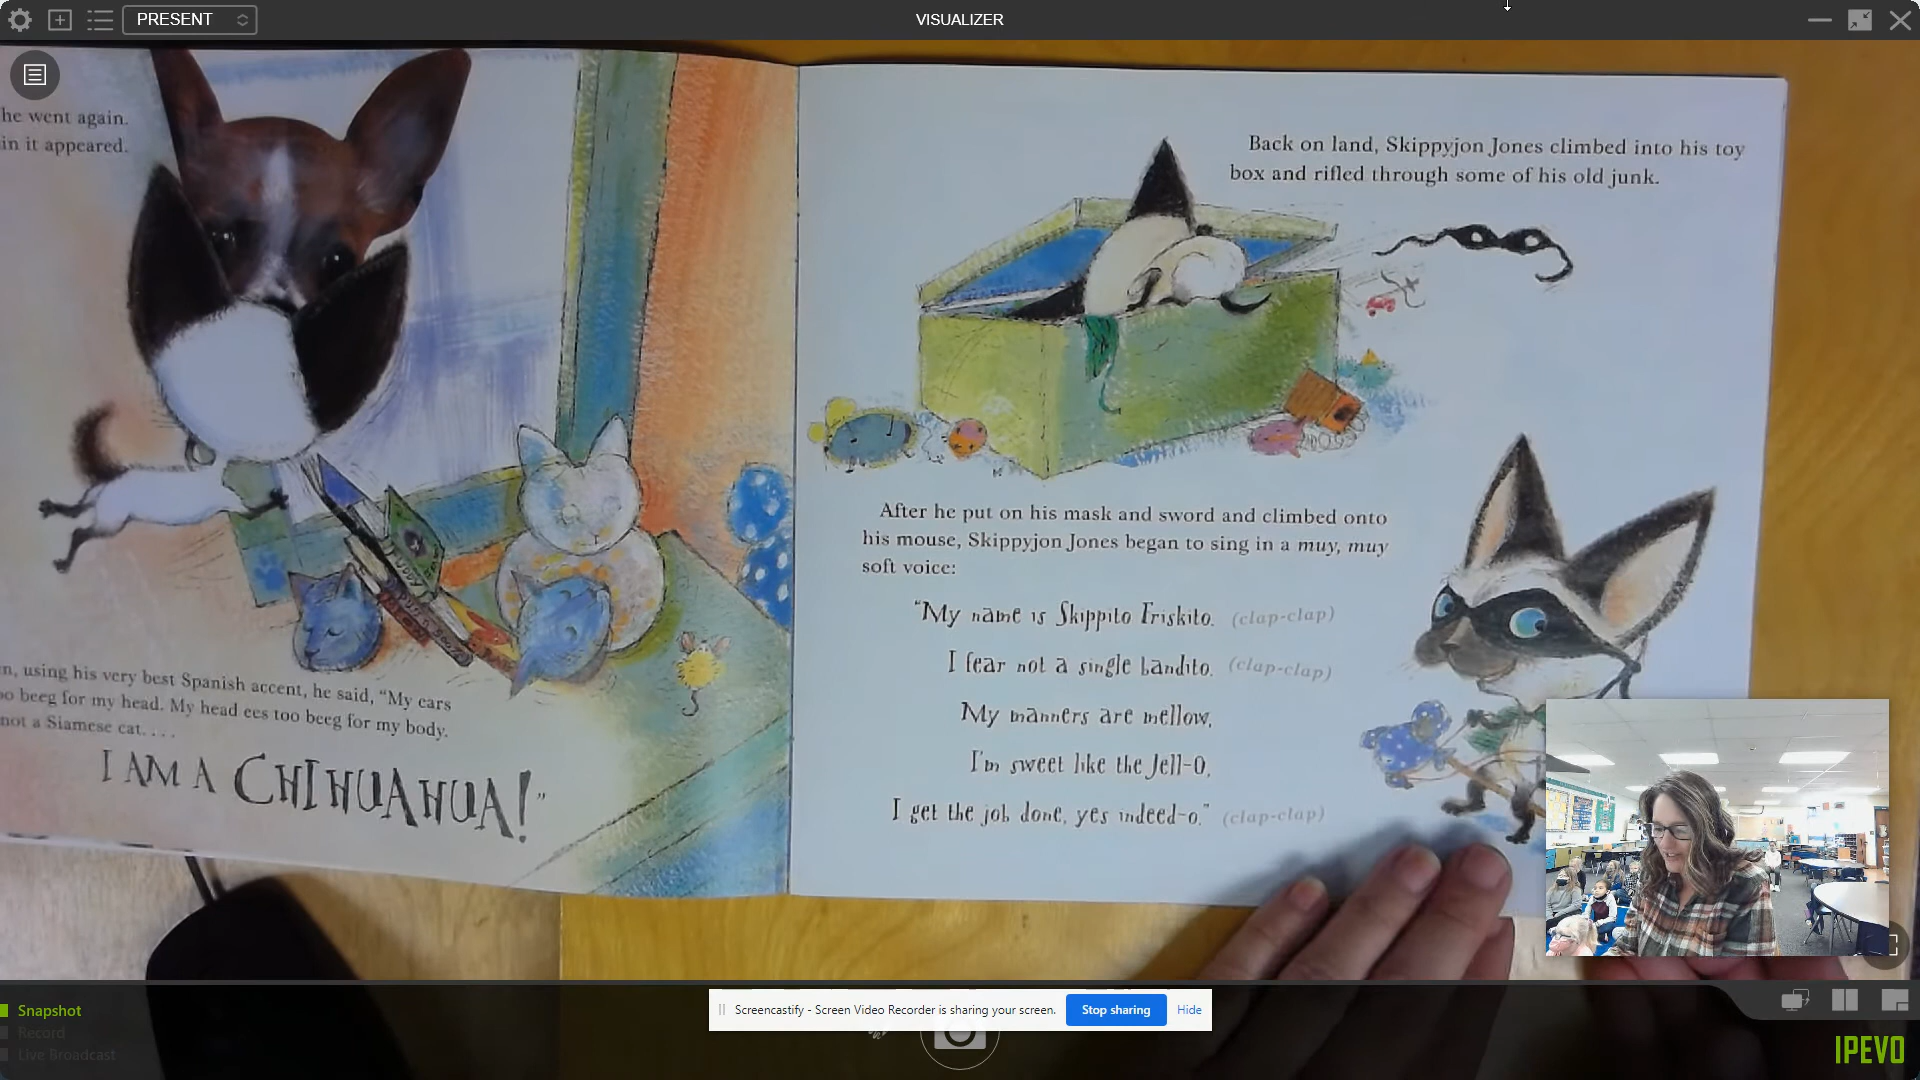 PRESENT
VISUALIZER
he went again.
in it appeared.
n, using his very best Spanish accent, he said, "My ears
oo beeg for my head. My head ees too beeg for my body.
not a Siamese cat. . . .
I AM A CHIHUAHUA!"
Back on land, Skippyjon Jones climbed into his toy
box and rifled through some of his old junk.
After he put on his mask and sword and climbed onto
his mouse, Skippyjon Jones began to sing in a muy, muy
soft voice:
"My name is Skippito Friskito. (clap-clap)
I fear not a single bandito. (clap-clap)
My manners are mellow,
I'm sweet like the Jell-O,
I get the job done, yes indeed-o." (clap-clap)
Snapshot
Record
Live Broadcast
Screencastify - Screen Video Recorder is sharing your screen.
Stop sharing
Hide
IPEVO